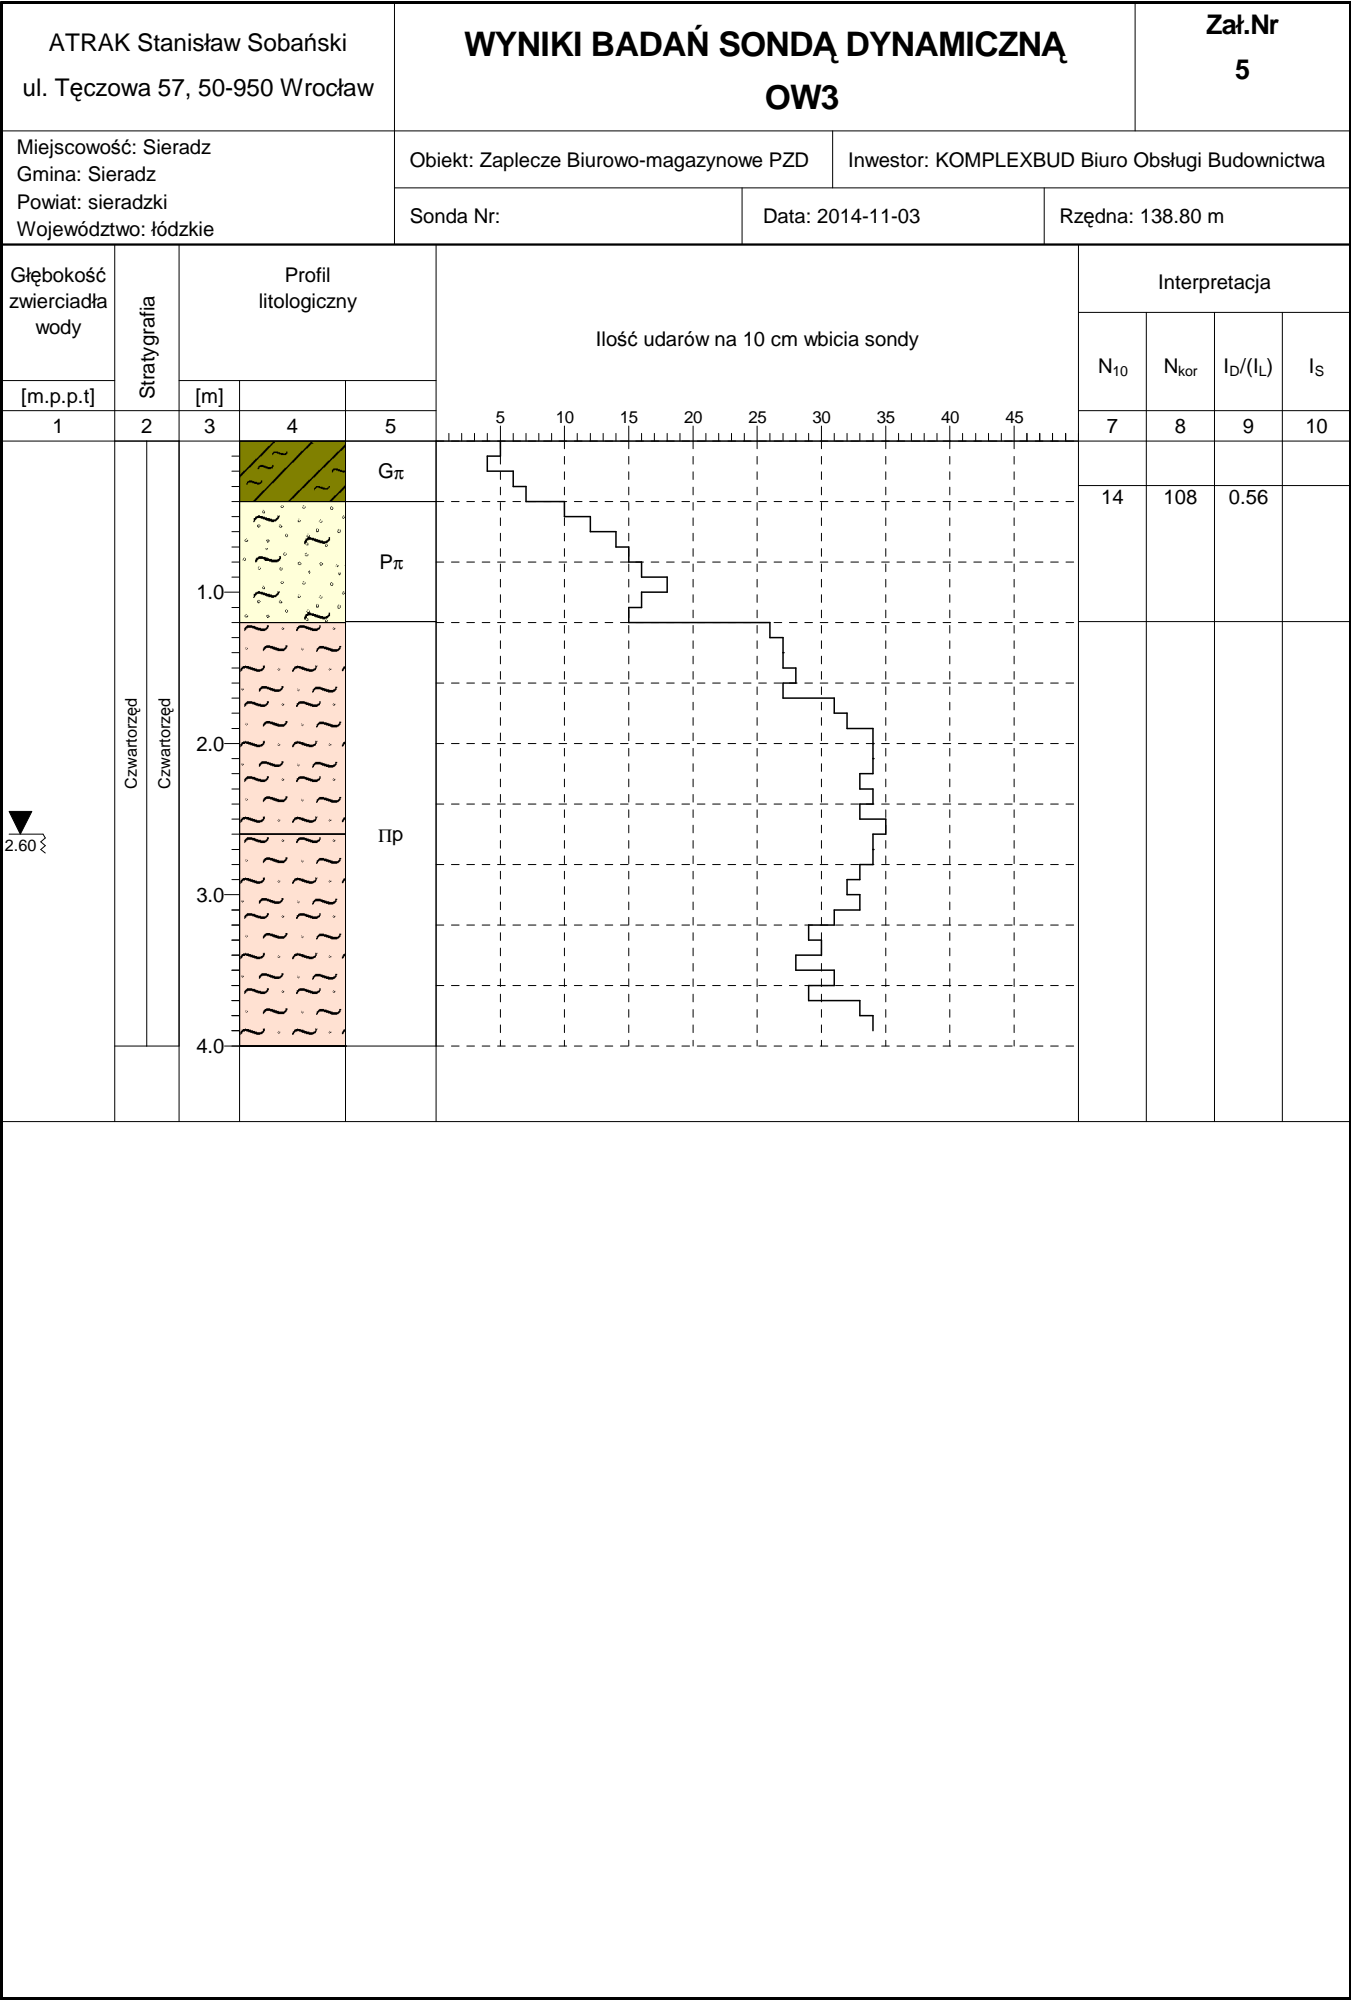 ATRAK Stanisław Sobański
ul. Tęczowa 57, 50-950 Wrocław
WYNIKI BADAŃ SONDĄ DYNAMICZNĄ
OW3
Zał.Nr
5
Miejscowość: Sieradz
Gmina: Sieradz
Powiat: sieradzki
Województwo: łódzkie
Obiekt: Zaplecze Biurowo-magazynowe PZD
Inwestor: KOMPLEXBUD Biuro Obsługi Budownictwa
Sonda Nr:
Data: 2014-11-03
Rzędna: 138.80 m
Głębokość
zwierciadła
wody
[m.p.p.t]
Stratygrafia
Profil
litologiczny
[m]
Ilość udarów na 10 cm wbicia sondy
Interpretacja
N10 Nkor ID/(IL) IS
5 10 15 20 25 30 35 40 45
1 2 3 4 5 7 8 9 10
Gπ
14 108 0.56
Pπ
1.0
Czwartorzęd
Czwartorzęd
2.0
2.60
Πp
3.0
4.0